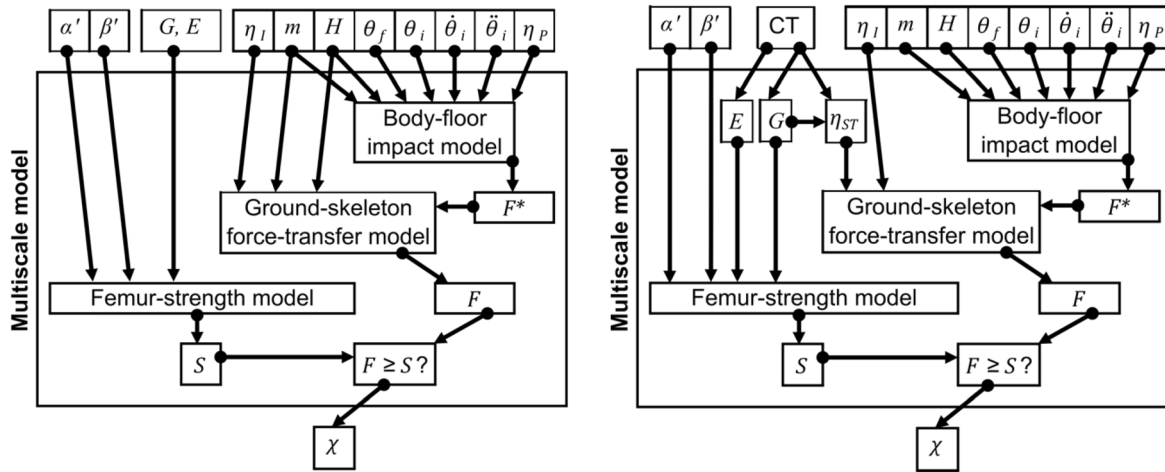 α′ β′ G, E η_I m H θ_f θ_i θ̇_i θ̈_i η_P
Multiscale model
Body-floor
impact model
F*
Ground-skeleton
force-transfer model
Femur-strength model
F
S
F ≥ S ?
χ
α′ β′ CT η_I m H θ_f θ_i θ̇_i θ̈_i η_P
Multiscale model
E G η_ST
Body-floor
impact model
F*
Ground-skeleton
force-transfer model
Femur-strength model
F
S
F ≥ S ?
χ